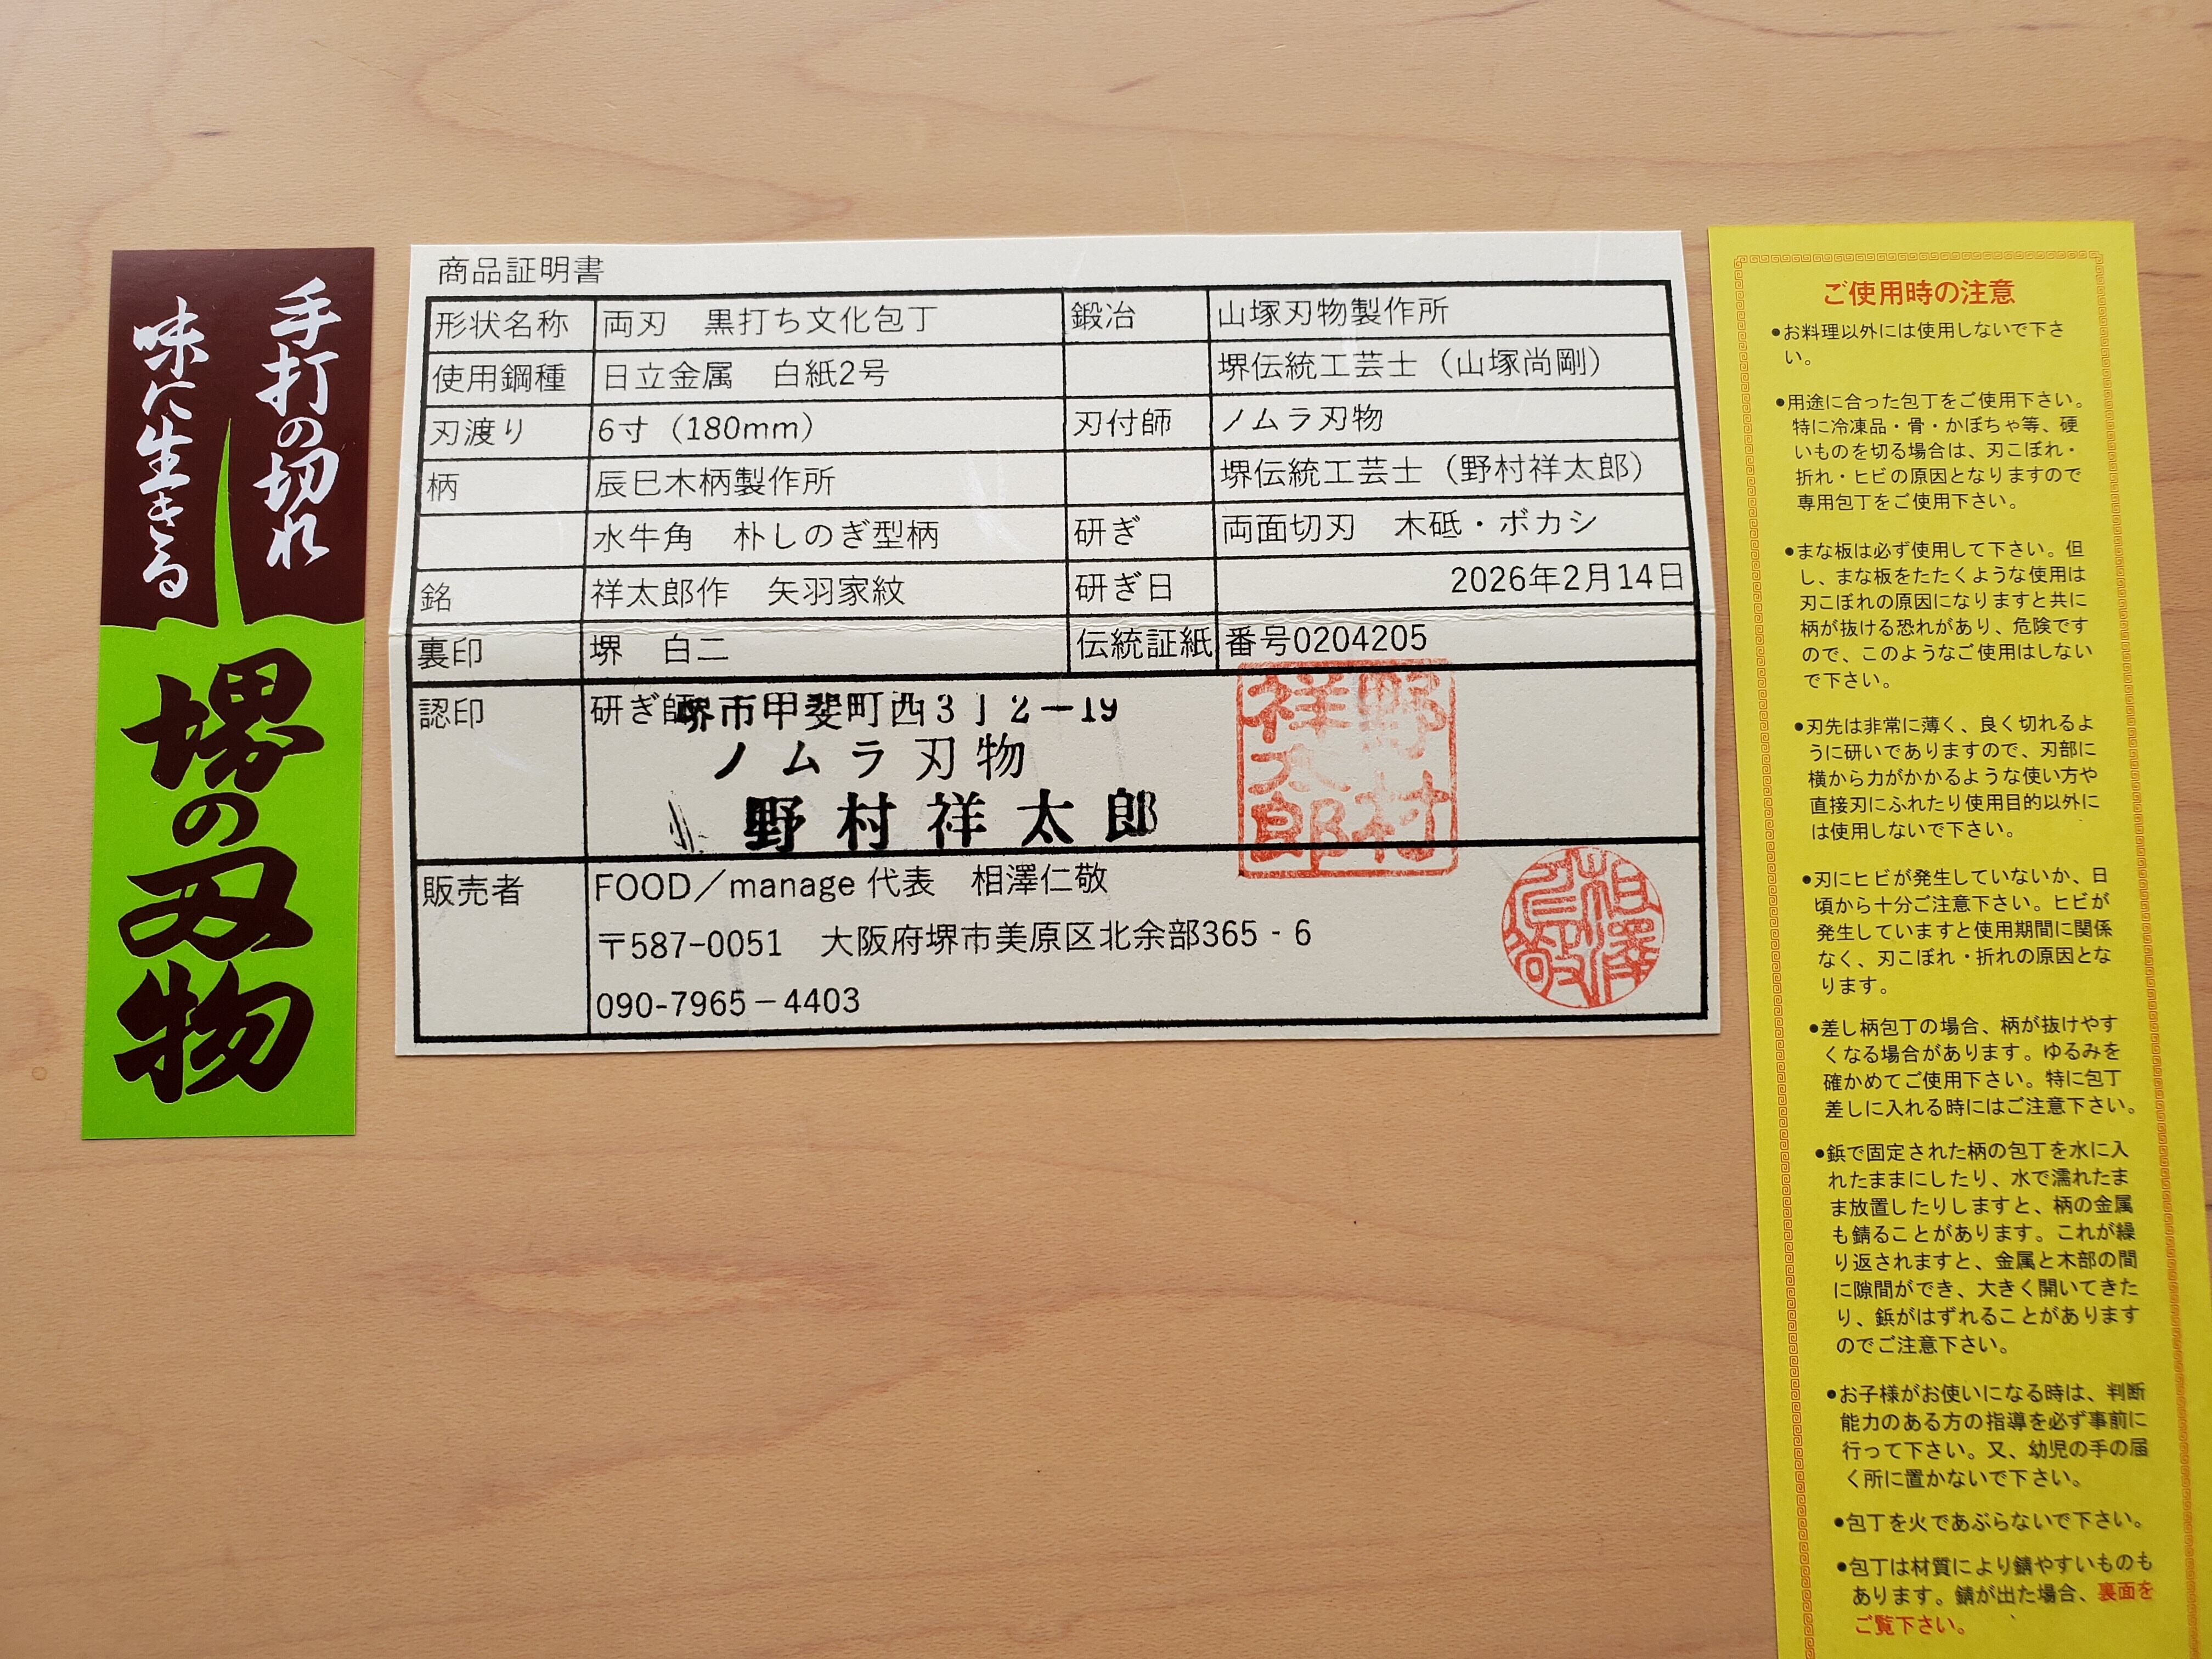 手打の切れ
味に生きる
堺の刃物
商品証明書
形状名称 両刃 黒打ち文化包丁 鍛冶 山塚刃物製作所
使用鋼種 日立金属 白紙2号 堺伝統工芸士（山塚尚剛）
刃渡り 6寸（180mm） 刃付師 ノムラ刃物
柄 辰巳木柄製作所 堺伝統工芸士（野村祥太郎）
水牛角 朴しのぎ型柄 研ぎ 両面切刃 木砥・ボカシ
銘 祥太郎作 矢羽家紋 研ぎ日 2026年2月14日
裏印 堺 白二 伝統証紙 番号0204205
認印 研ぎ師 堺市甲斐町西3丁2-19
ノムラ刃物
野村祥太郎
野村
祥太郎
販売者 FOOD／manage 代表 相澤仁敬
〒587-0051 大阪府堺市美原区北余部365‐6
090-7965－4403
相澤
仁敬
ご使用時の注意
●お料理以外には使用しないで下さ
い。
●用途に合った包丁をご使用下さい。
特に冷凍品・骨・かぼちゃ等、硬
いものを切る場合は、刃こぼれ・
折れ・ヒビの原因となりますので
専用包丁をご使用下さい。
●まな板は必ず使用して下さい。但
し、まな板をたたくような使用は
刃こぼれの原因になりますと共に
柄が抜ける恐れがあり、危険です
ので、このようなご使用はしない
で下さい。
●刃先は非常に薄く、良く切れるよ
うに研いでありますので、刃部に
横から力がかかるような使い方や
直接刃にふれたり使用目的以外に
は使用しないで下さい。
●刃にヒビが発生していないか、日
頃から十分ご注意下さい。ヒビが
発生していますと使用期間に関係
なく、刃こぼれ・折れの原因とな
ります。
●差し柄包丁の場合、柄が抜けやす
くなる場合があります。ゆるみを
確かめてご使用下さい。特に包丁
差しに入れる時にはご注意下さい。
●鋲で固定された柄の包丁を水に入
れたままにしたり、水で濡れたま
ま放置したりしますと、柄の金属
も錆ることがあります。これが繰
り返されますと、金属と木部の間
に隙間ができ、大きく開いてきた
り、鋲がはずれることがあります
のでご注意下さい。
●お子様がお使いになる時は、判断
能力のある方の指導を必ず事前に
行って下さい。又、幼児の手の届
く所に置かないで下さい。
●包丁を火であぶらないで下さい。
●包丁は材質により錆やすいものも
あります。錆が出た場合、裏面を
ご覧下さい。